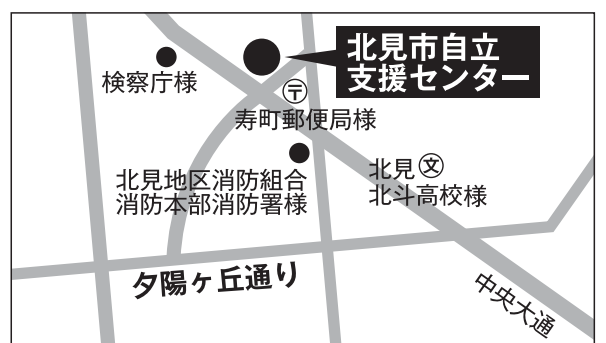 北見市自立
支援センター
検察庁様
〒
寿町郵便局様
北見地区消防組合
消防本部消防署様
北見文
北斗高校様
夕陽ヶ丘通り
中央大通